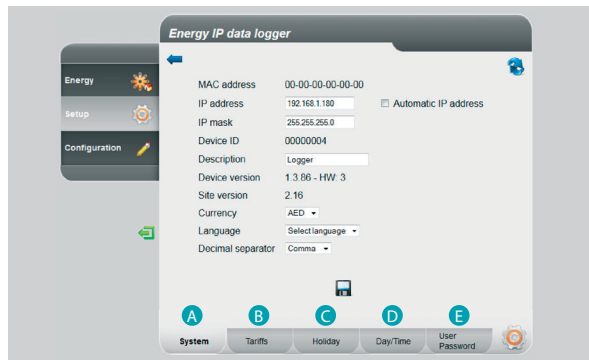 Energy IP data logger
Energy
Setup
Configuration
MAC address 00-00-00-00-00-00
IP address 192.168.1.180 Automatic IP address
IP mask 255.255.255.0
Device ID 00000004
Description Logger
Device version 1.3.86 - HW: 3
Site version 2.16
Currency AED
Language Select language
Decimal separator Comma
A B C D E
System Tariffs Holiday Day/Time User
Password